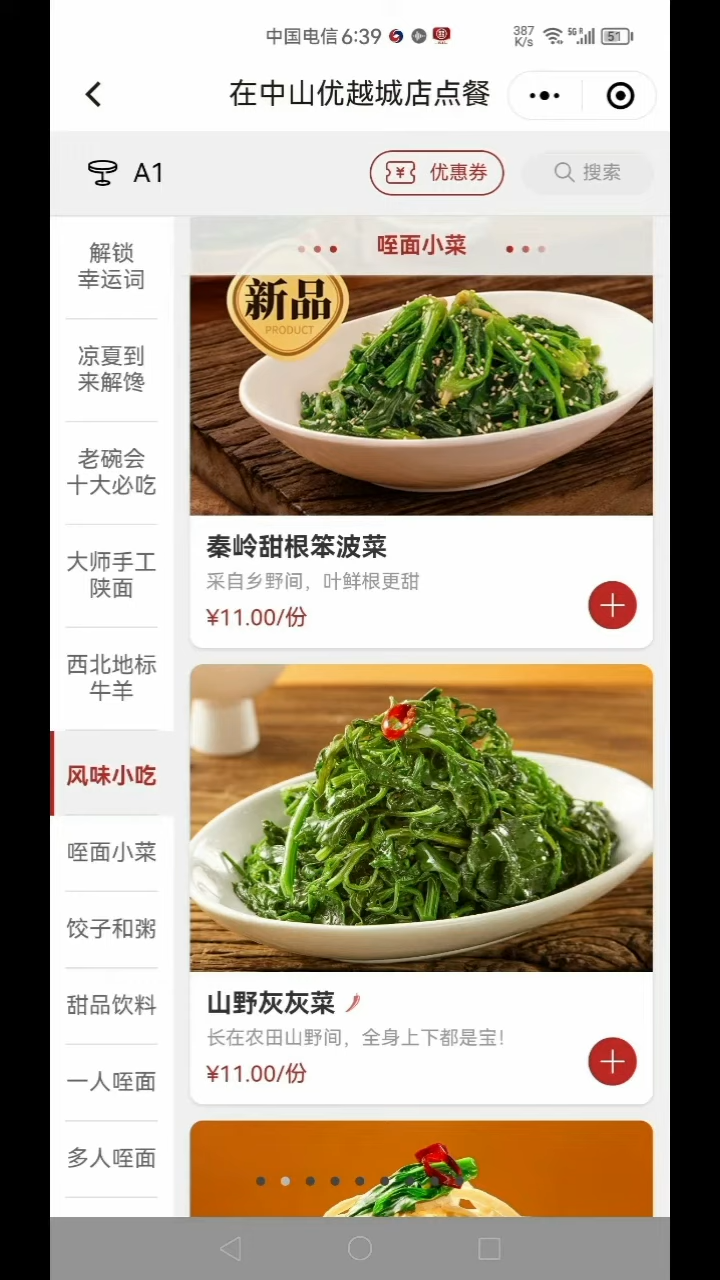 中国电信 6:39
387 K/s
5G
51
在中山优越城店点餐
A1
优惠券
搜索
解锁
幸运词
凉夏到
来解馋
老碗会
十大必吃
大师手工
陕面
西北地标
牛羊
风味小吃
咥面小菜
饺子和粥
甜品饮料
一人咥面
多人咥面
咥面小菜
新品
PRODUCT
秦岭甜根笨波菜
采自乡野间，叶鲜根更甜
¥11.00/份
山野灰灰菜
长在农田山野间，全身上下都是宝！
¥11.00/份